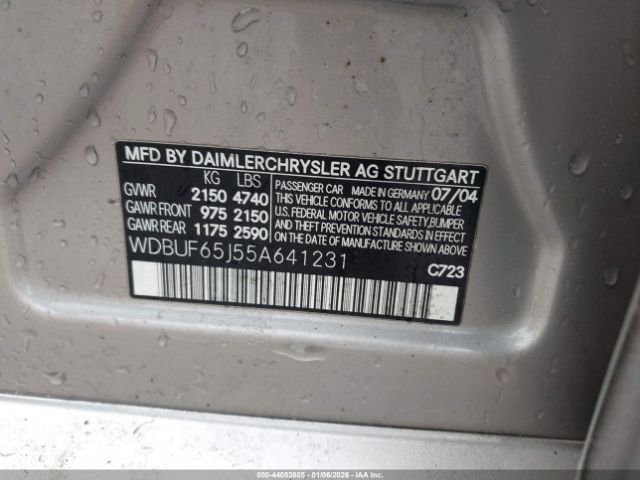 MFD BY DAIMLERCHRYSLER AG STUTTGART
KG LBS
GVWR 2150 4740
GAWR FRONT 975 2150
GAWR REAR 1175 2590
PASSENGER CAR MADE IN GERMANY 07/04
THIS VEHICLE CONFORMS TO ALL APPLICABLE
U.S. FEDERAL MOTOR VEHICLE SAFETY,BUMPER
AND THEFT PREVENTION STANDARDS IN EFFECT
ON THE DATE OF MANUFACTURE SHOWN ABOVE.
WDBUF65J55A641231
C723
©COPYRIGHT - 44053805 - 01/06/2026 - IAA Inc.